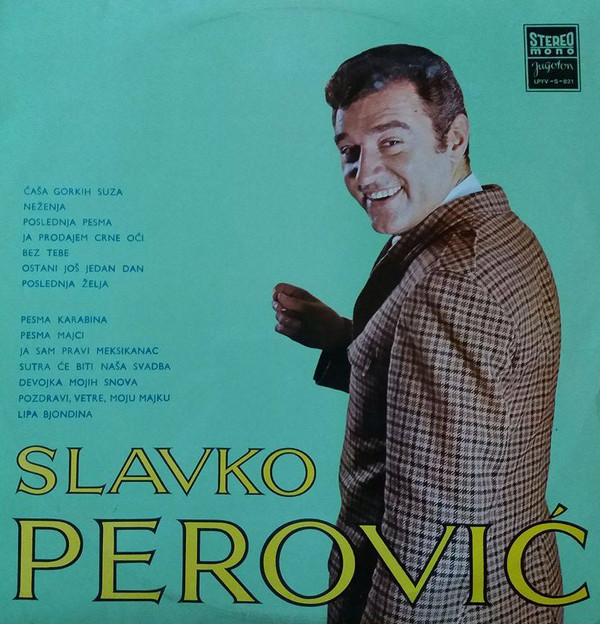 STEREO
mono
Jugoton
LPYV-S-821
ČAŠA GORKIH SUZA
NEŽENJA
POSLEDNJA PESMA
JA PRODAJEM CRNE OČI
BEZ TEBE
OSTANI JOŠ JEDAN DAN
POSLEDNJA ŽELJA
PESMA KARABINA
PESMA MAJCI
JA SAM PRAVI MEKSIKANAC
SUTRA ĆE BITI NAŠA SVADBA
DEVOJKA MOJIH SNOVA
POZDRAVI, VETRE, MOJU MAJKU
LIPA BJONDINA
SLAVKO
PEROVIĆ